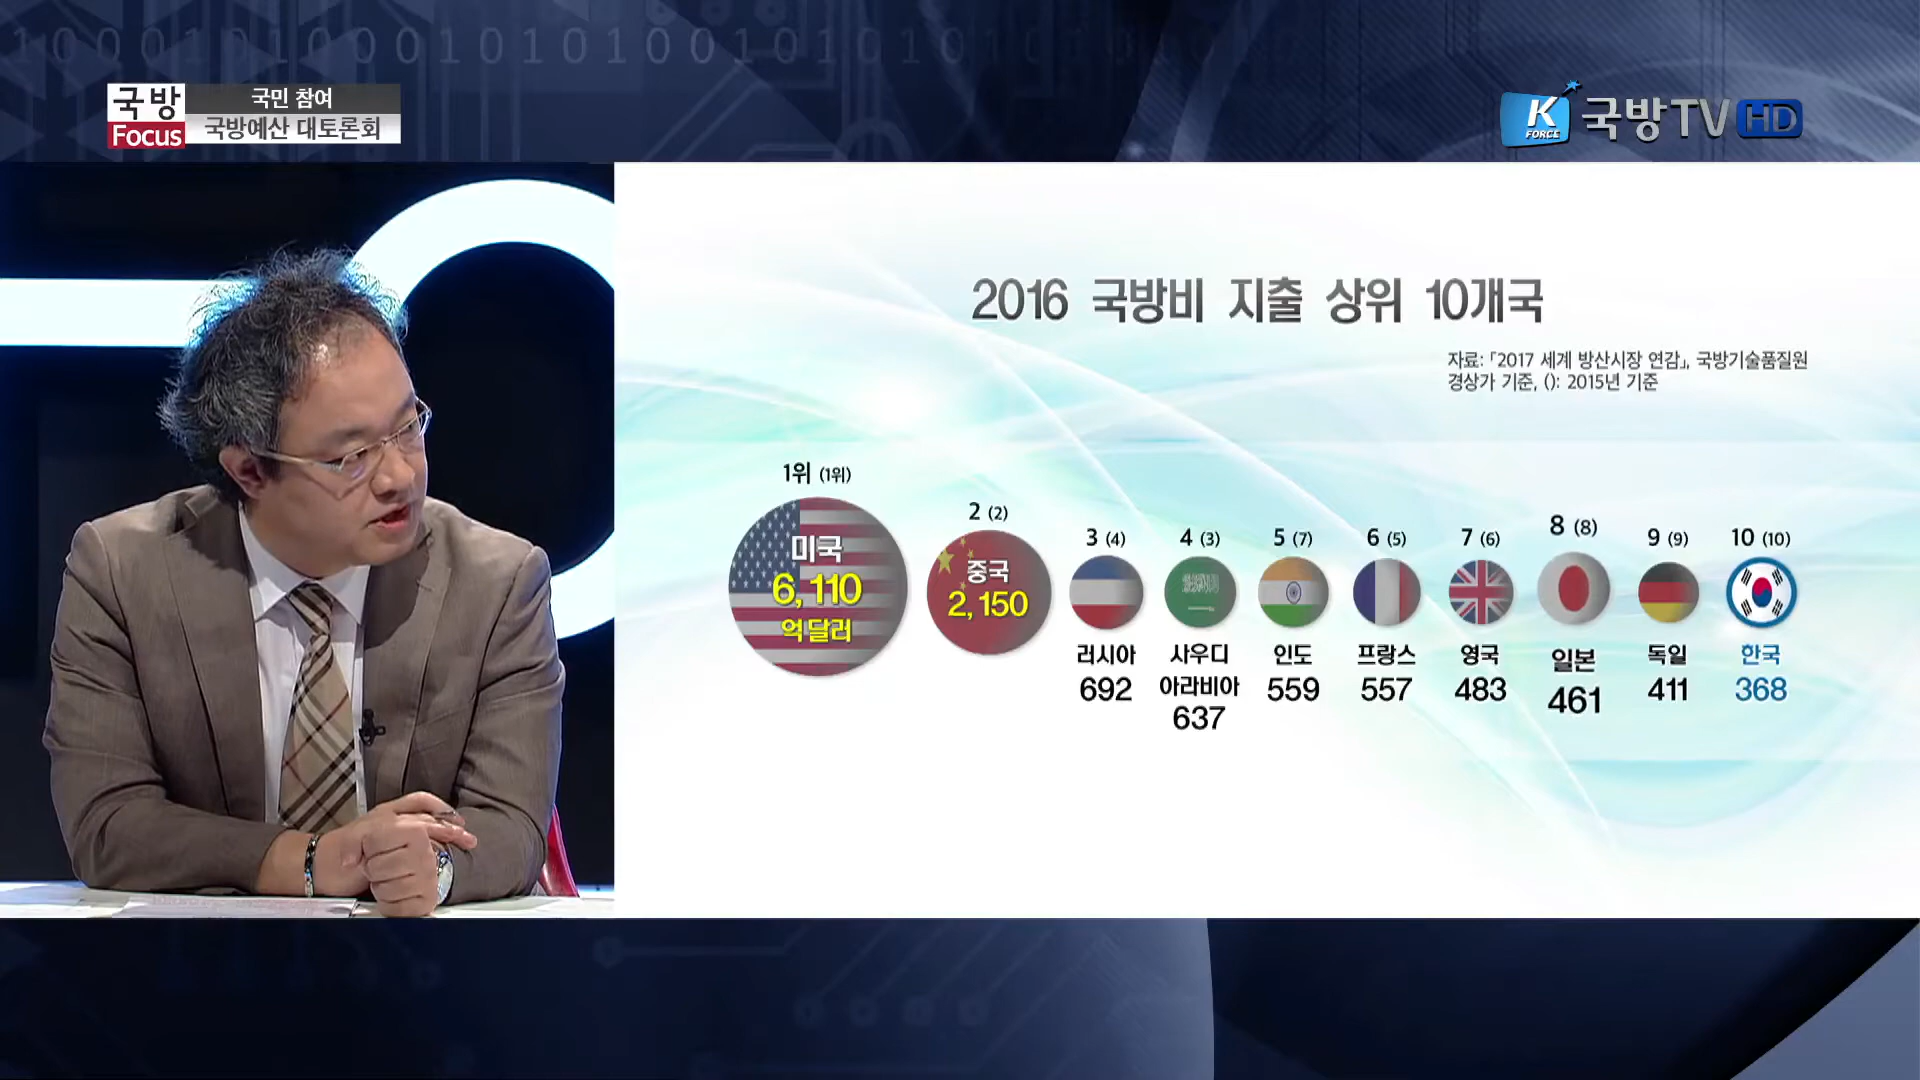 1000101000101010100101010101
국방
Focus
국민 참여
국방예산 대토론회
K
FORCE
국방TV HD
2016 국방비 지출 상위 10개국
자료: 「2017 세계 방산시장 연감」, 국방기술품질원
경상가 기준, (): 2015년 기준
1위 (1위)
미국
6,110
억달러
2 (2)
중국
2,150
3 (4)
러시아
692
4 (3)
사우디
아라비아
637
5 (7)
인도
559
6 (5)
프랑스
557
7 (6)
영국
483
8 (8)
일본
461
9 (9)
독일
411
10 (10)
한국
368